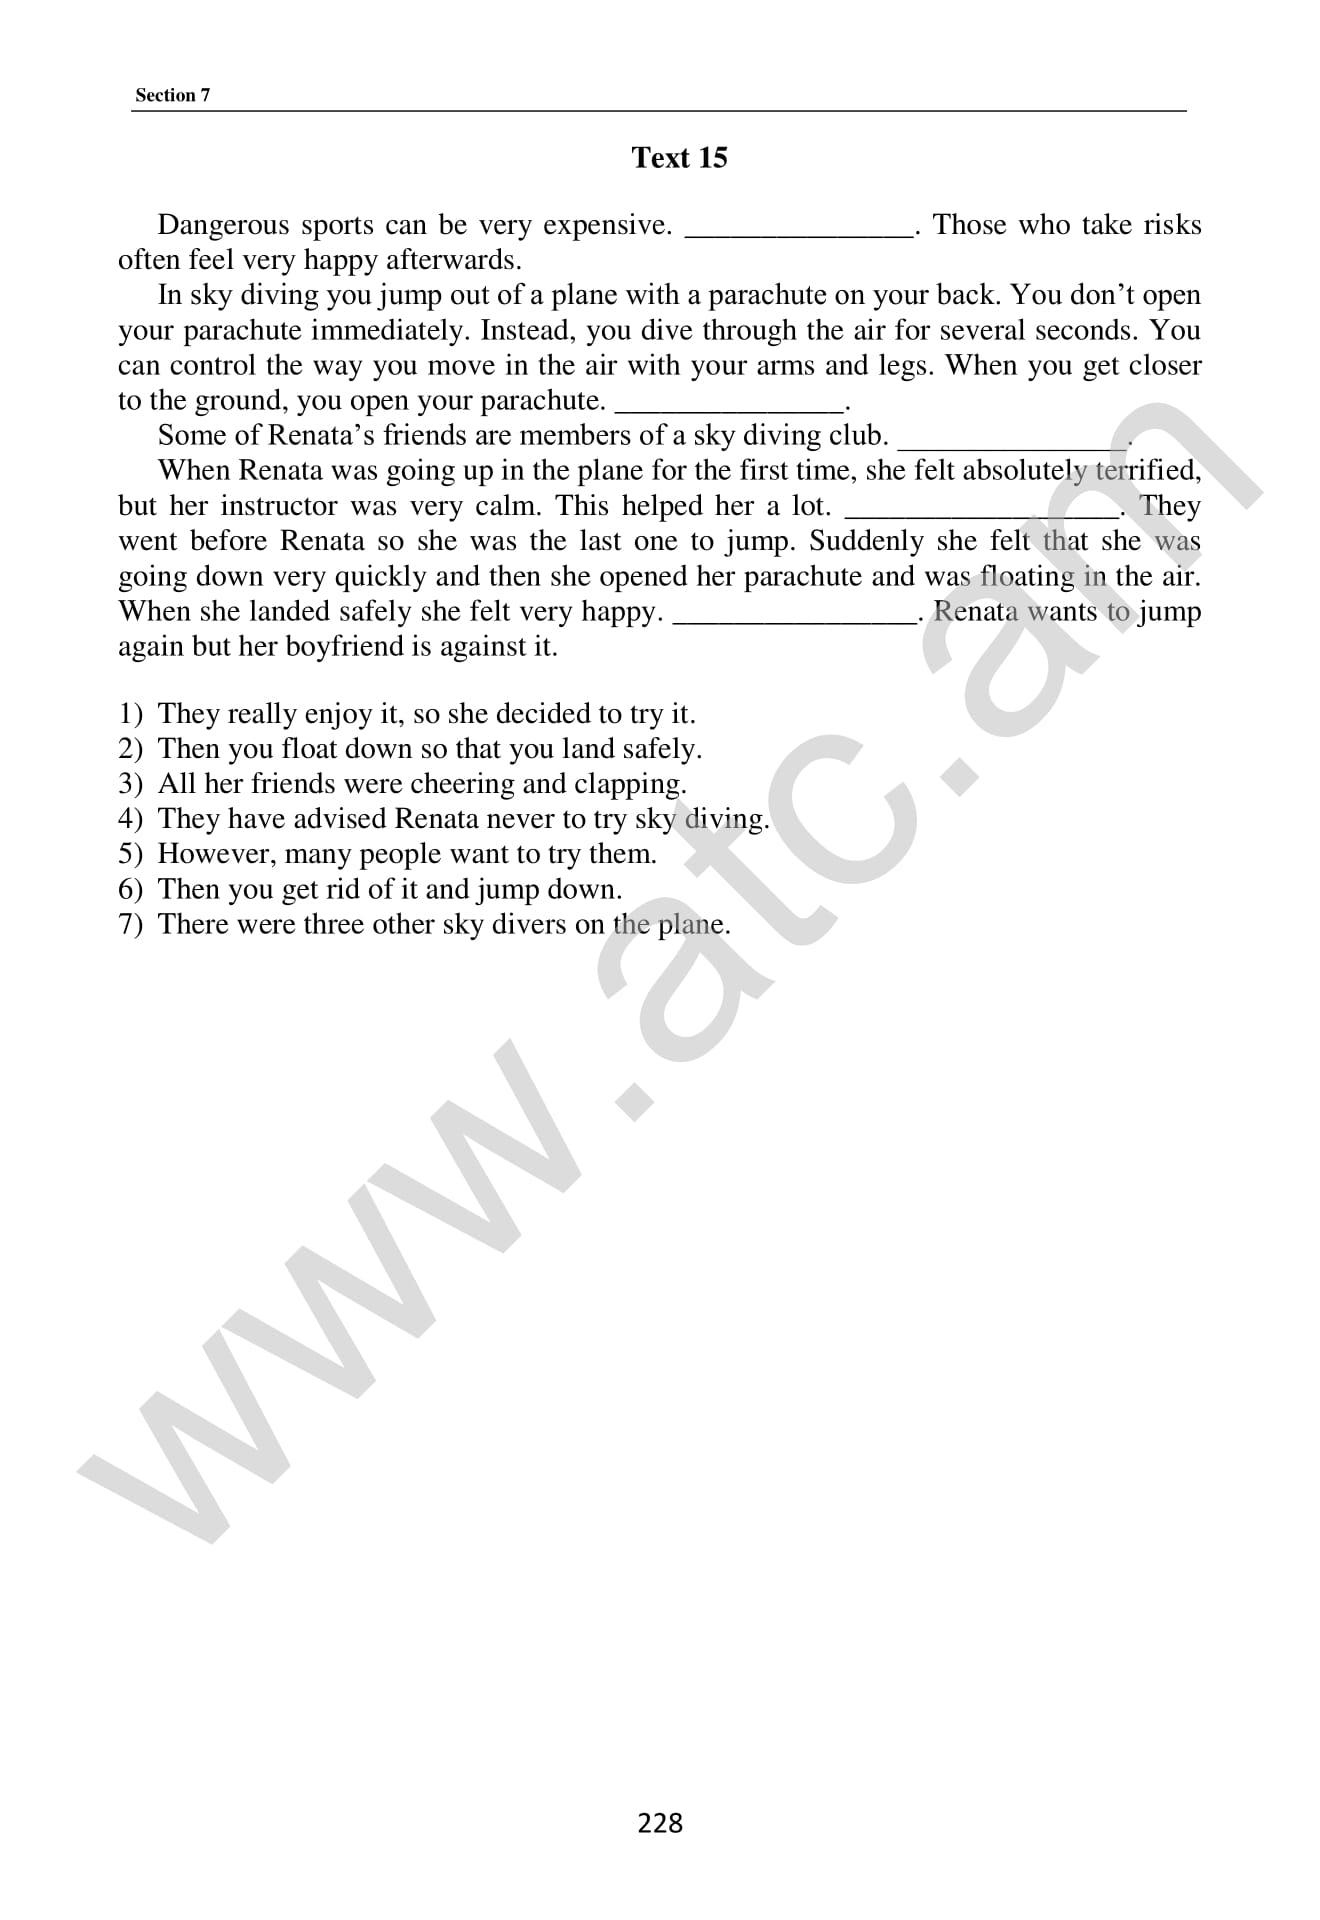 Section 7
Text 15
Dangerous sports can be very expensive. _______________. Those who take risks
often feel very happy afterwards.
In sky diving you jump out of a plane with a parachute on your back. You don’t open
your parachute immediately. Instead, you dive through the air for several seconds. You
can control the way you move in the air with your arms and legs. When you get closer
to the ground, you open your parachute. _______________.
Some of Renata’s friends are members of a sky diving club. _______________.
When Renata was going up in the plane for the first time, she felt absolutely terrified,
but her instructor was very calm. This helped her a lot. __________________. They
went before Renata so she was the last one to jump. Suddenly she felt that she was
going down very quickly and then she opened her parachute and was floating in the air.
When she landed safely she felt very happy. ________________. Renata wants to jump
again but her boyfriend is against it.
1) They really enjoy it, so she decided to try it.
2) Then you float down so that you land safely.
3) All her friends were cheering and clapping.
4) They have advised Renata never to try sky diving.
5) However, many people want to try them.
6) Then you get rid of it and jump down.
7) There were three other sky divers on the plane.
www.atc.am
228